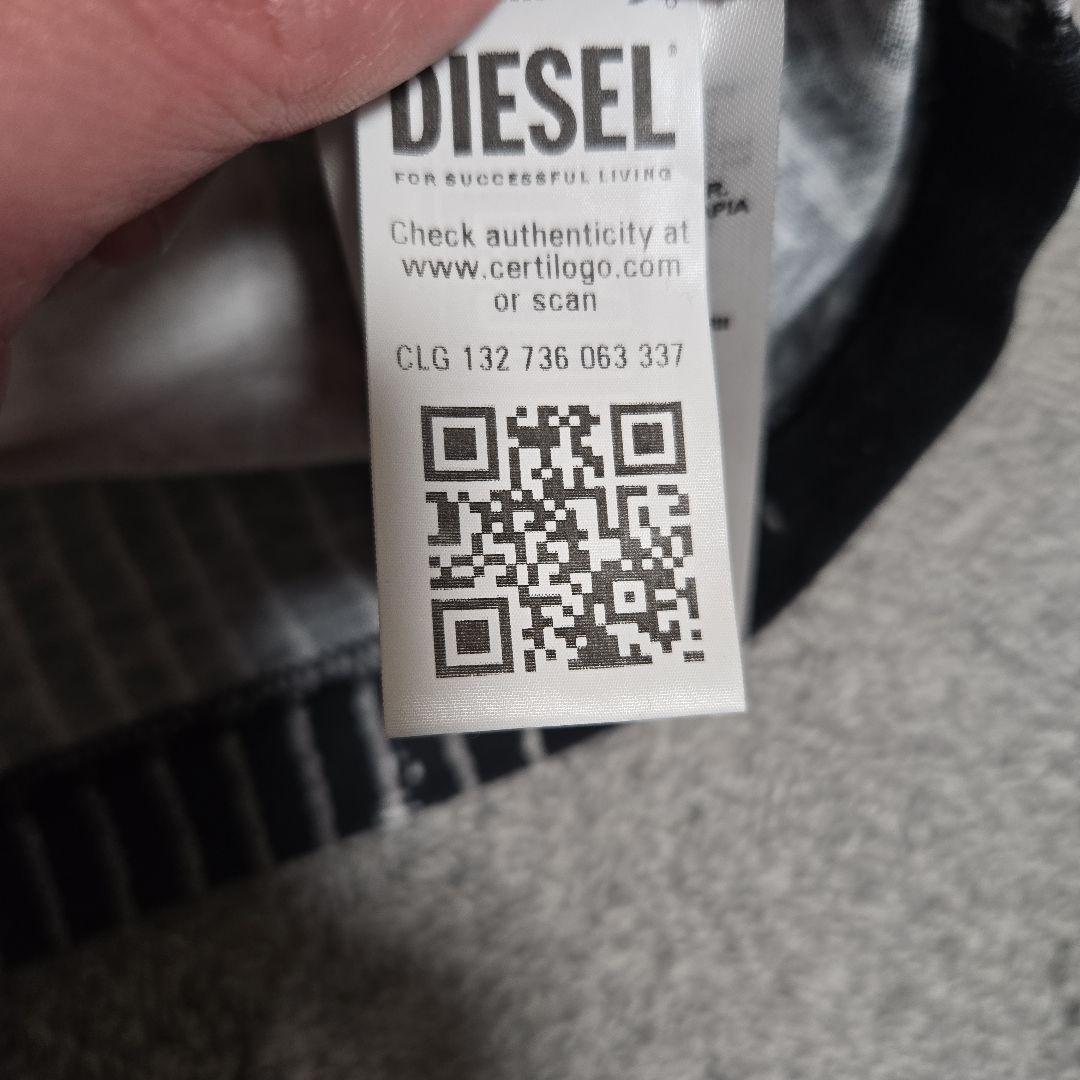 DIESEL
FOR SUCCESSFUL LIVING
Check authenticity at
www.certilogo.com
or scan
CLG 132 736 063 337